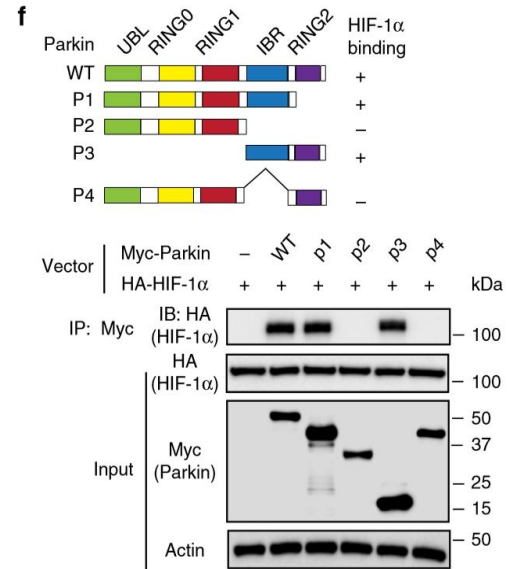 f
Parkin UBL RING0 RING1 IBR RING2 HIF-1α binding
WT +
P1 +
P2 –
P3 +
P4 –
Vector Myc-Parkin – WT p1 p2 p3 p4
HA-HIF-1α + + + + + + kDa
IP: Myc IB: HA (HIF-1α) – 100
HA (HIF-1α) – 100
Input Myc (Parkin) – 50
– 37
– 25
– 15
Actin – 50